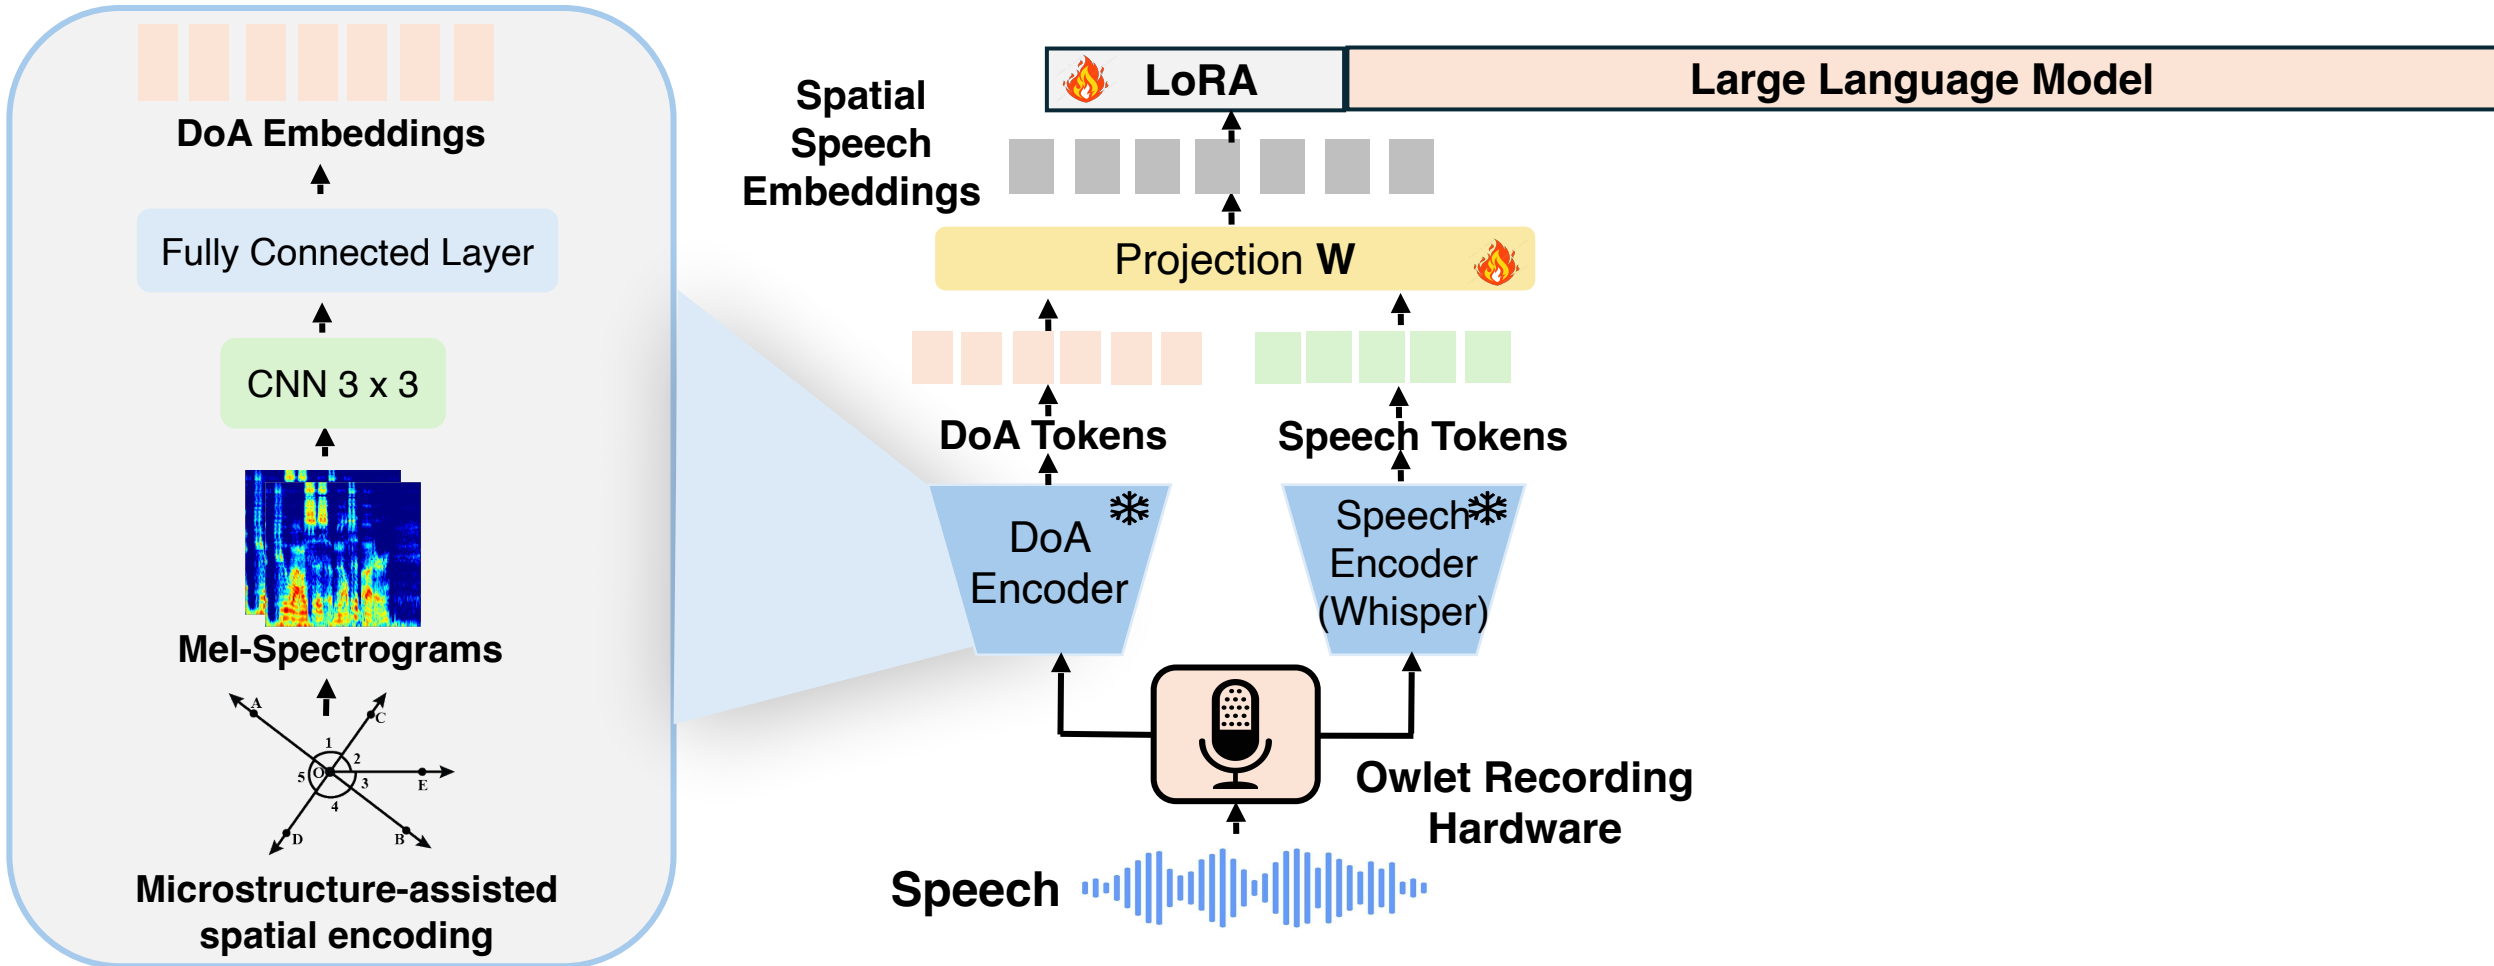 DoA Embeddings
Fully Connected Layer
CNN 3 x 3
Mel-Spectrograms
A
C
1
2
5
O
3
E
4
D
B
Microstructure-assisted
spatial encoding
Spatial
Speech
Embeddings
LoRA
Large Language Model
Projection W
DoA Tokens
Speech Tokens
DoA
Encoder
Speech
Encoder
(Whisper)
Owlet Recording
Hardware
Speech